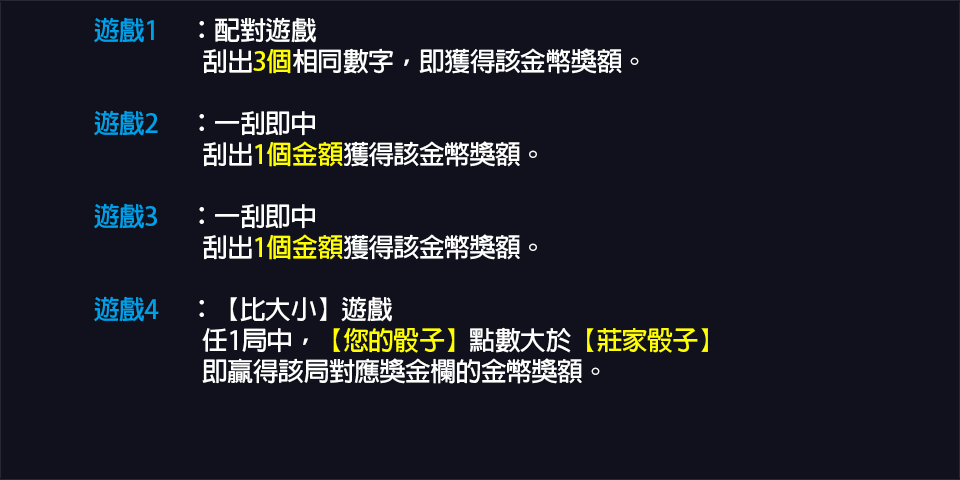 遊戲1 ：配對遊戲
刮出3個相同數字，即獲得該金幣獎額。
遊戲2 ：一刮即中
刮出1個金額獲得該金幣獎額。
遊戲3 ：一刮即中
刮出1個金額獲得該金幣獎額。
遊戲4 ：【比大小】遊戲
任1局中，【您的骰子】點數大於【莊家骰子】
即贏得該局對應獎金欄的金幣獎額。